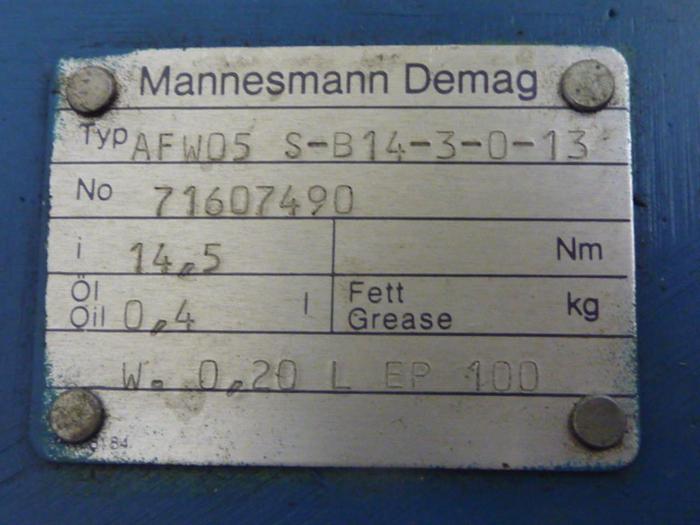 Mannesmann Demag
Typ AFW05 S-B14-3-0-13
No 71607490
i 14,5 Nm
Öl
Oil 0,4 l Fett
Grease kg
W. 0,20 L EP 100